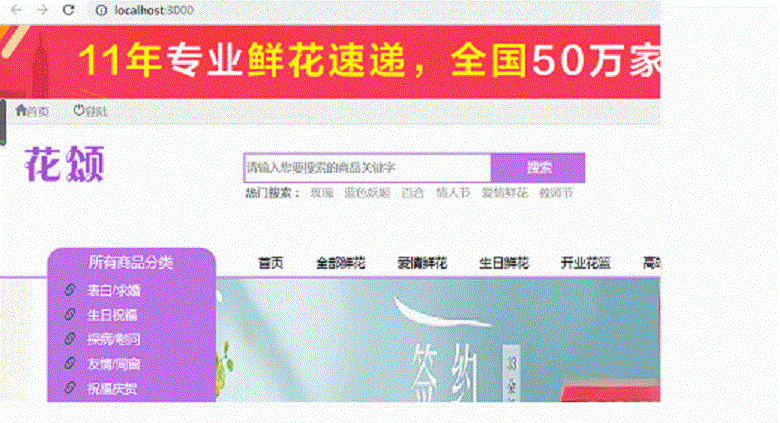 localhost:3000
11年专业鲜花速递，全国50万家
首页 登陆
花颂
请输入您要搜索的商品关键字 搜索
热门搜索： 玫瑰 蓝色妖姬 百合 情人节 爱情鲜花 教师节
所有商品分类 首页 全部鲜花 爱情鲜花 生日鲜花 开业花篮
表白/求婚
生日祝福
探病/慰问
友情/同窗
祝福庆贺
签约
33